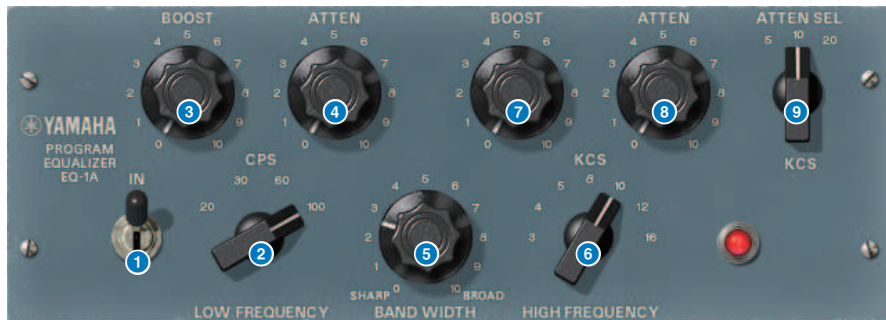 BOOST ATTEN BOOST ATTEN ATTEN SEL
0 1 2 3 4 5 6 7 8 9 10
0 1 2 3 4 5 6 7 8 9 10
0 1 2 3 4 5 6 7 8 9 10
0 1 2 3 4 5 6 7 8 9 10
5 10 20
3 4 7 8 9
YAMAHA
PROGRAM
EQUALIZER
EQ-1A
CPS KCS KCS
IN
20 30 60 100
0 1 2 3 4 5 6 7 8 9 10
3 4 5 8 10 12 16
1 2 5 6
SHARP BROAD
LOW FREQUENCY BAND WIDTH HIGH FREQUENCY